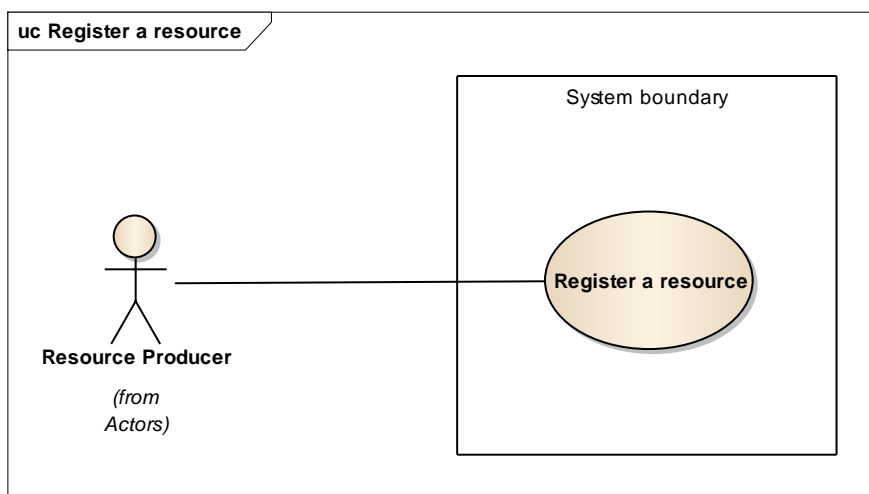 uc Register a resource
System boundary
Register a resource
Resource Producer
(from
Actors)